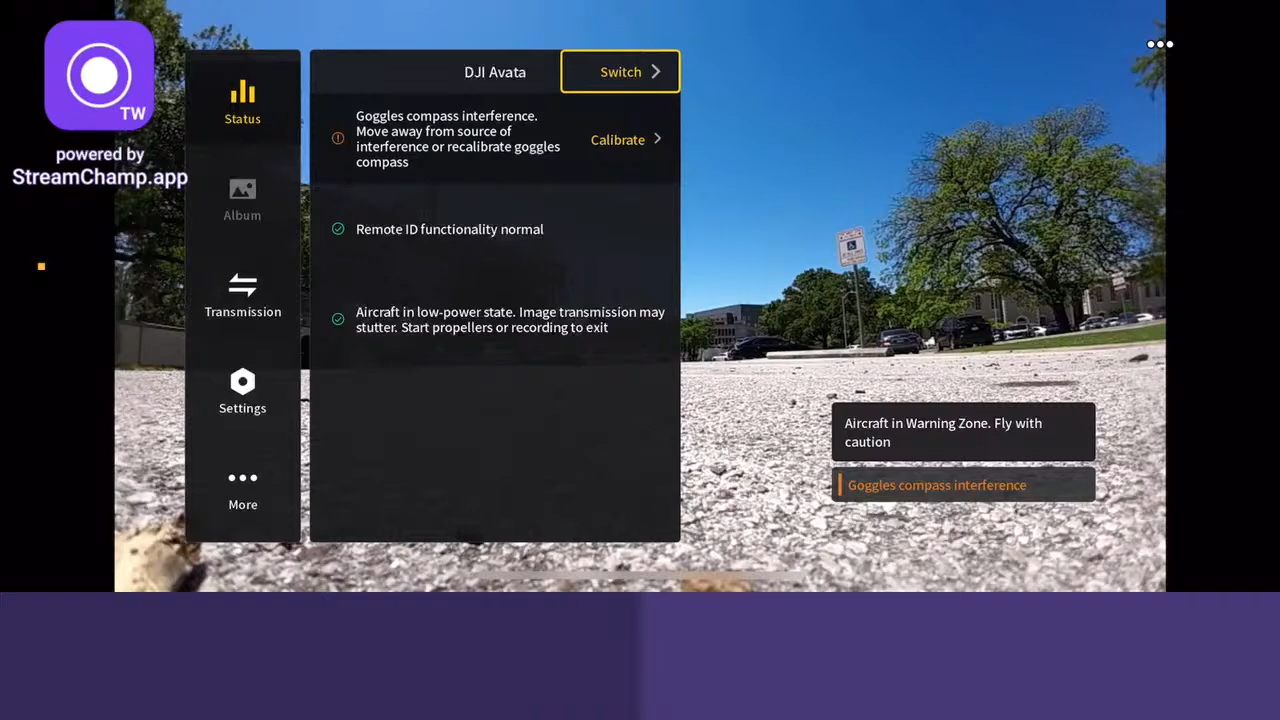 TW
powered by
StreamChamp.app
Status
Album
Transmission
Settings
More
DJI Avata
Switch
Goggles compass interference.
Move away from source of
interference or recalibrate goggles
compass
Calibrate
Remote ID functionality normal
Aircraft in low-power state. Image transmission may
stutter. Start propellers or recording to exit
Aircraft in Warning Zone. Fly with
caution
Goggles compass interference